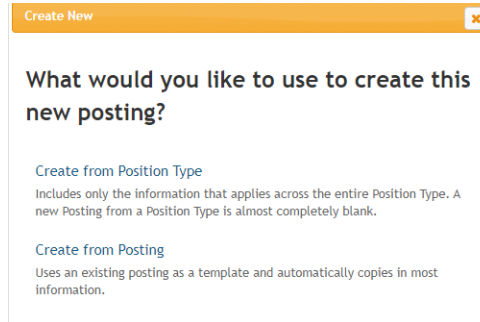 Create New
What would you like to use to create this
new posting?
Create from Position Type
Includes only the information that applies across the entire Position Type. A
new Posting from a Position Type is almost completely blank.
Create from Posting
Uses an existing posting as a template and automatically copies in most
information.